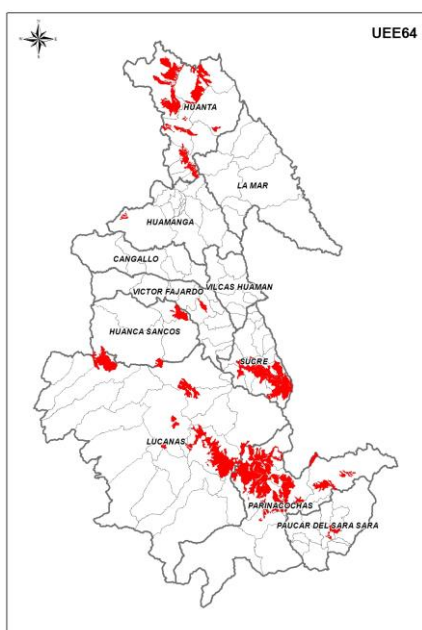 UEE64
HUANTA
LA MAR
HUAMANGA
CANGALLO
VICTOR FAJARDO
VILCAS HUAMAN
HUANCA SANCOS
SUCRE
LUCANAS
PARINACOCHAS
PAUCAR DEL SARA SARA